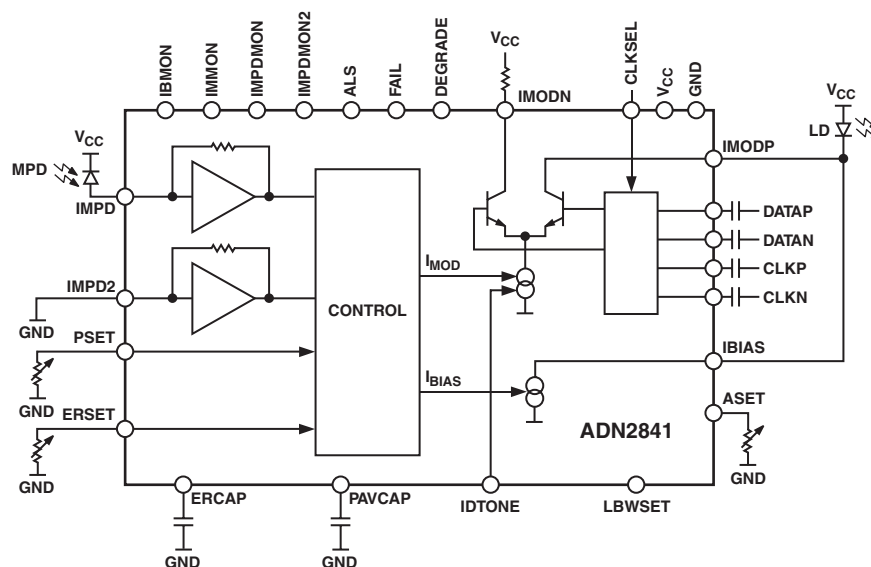 IBMON
IMMON
IMPDMON
IMPDMON2
ALS
FAIL
DEGRADE
VCC
IMODN
CLKSEL
VCC
GND
VCC
LD
IMODP
VCC
MPD
IMPD
DATAP
DATAN
CLKP
CLKN
IMPD2
GND
CONTROL
IMOD
PSET
GND
IBIAS
IBIAS
ERSET
GND
ASET
GND
ADN2841
ERCAP
GND
PAVCAP
GND
IDTONE
LBWSET